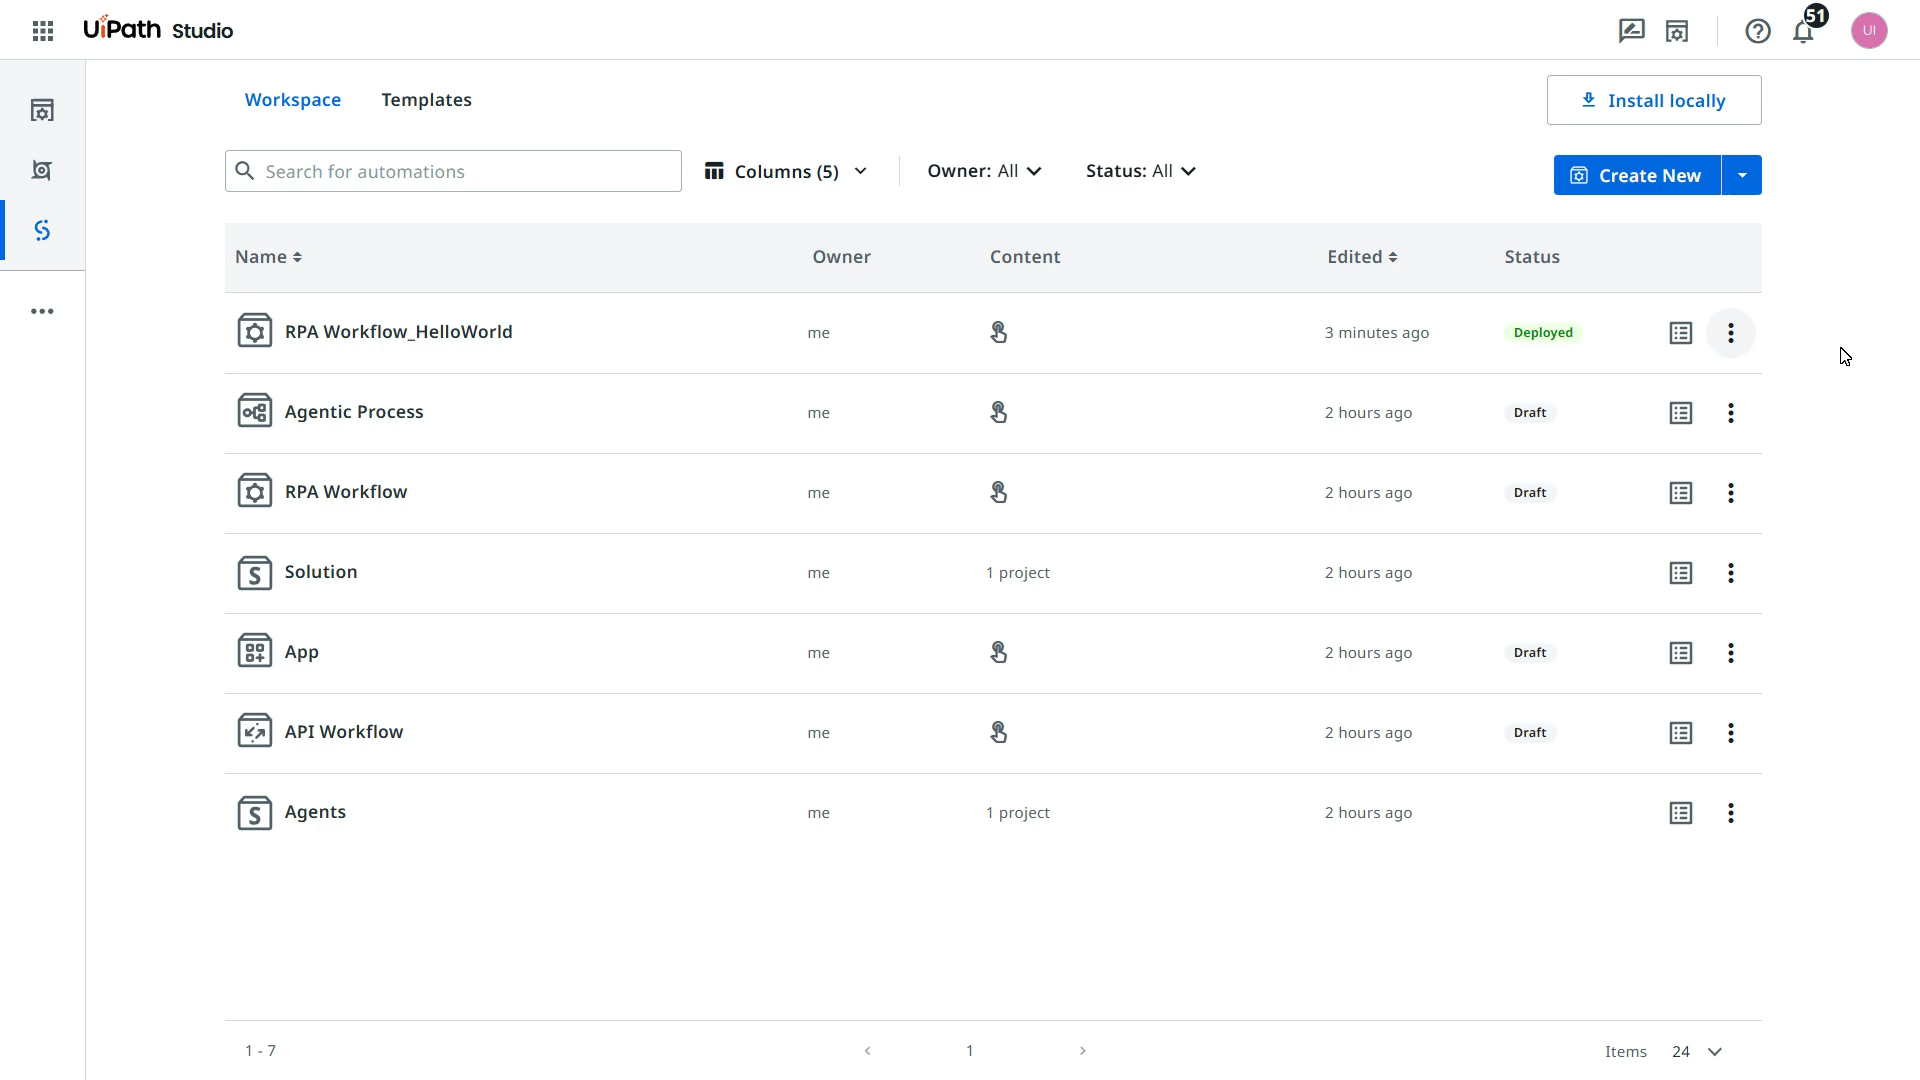 UiPath Studio
51
UI
Workspace Templates
Install locally
Search for automations
Columns (5)
Owner: All
Status: All
Create New
Name Owner Content Edited Status
RPA Workflow_HelloWorld me 3 minutes ago Deployed
Agentic Process me 2 hours ago Draft
RPA Workflow me 2 hours ago Draft
Solution me 1 project 2 hours ago
App me 2 hours ago Draft
API Workflow me 2 hours ago Draft
Agents me 1 project 2 hours ago
1 - 7 1 Items 24